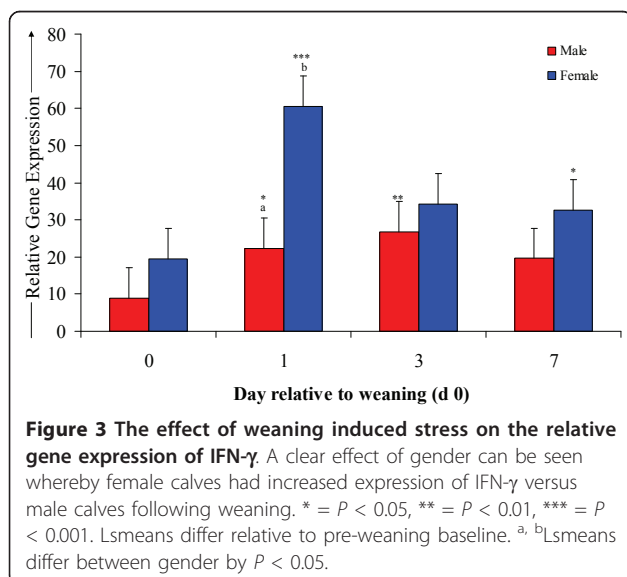 Relative Gene Expression
80
70
60
50
40
30
20
10
0
***
b
*
a
**
*
Male
Female
0 1 3 7
Day relative to weaning (d 0)
Figure 3 The effect of weaning induced stress on the relative
gene expression of IFN-γ. A clear effect of gender can be seen
whereby female calves had increased expression of IFN-γ versus
male calves following weaning. * = P < 0.05, ** = P < 0.01, *** = P
< 0.001. Lsmeans differ relative to pre-weaning baseline. a, bLsmeans
differ between gender by P < 0.05.